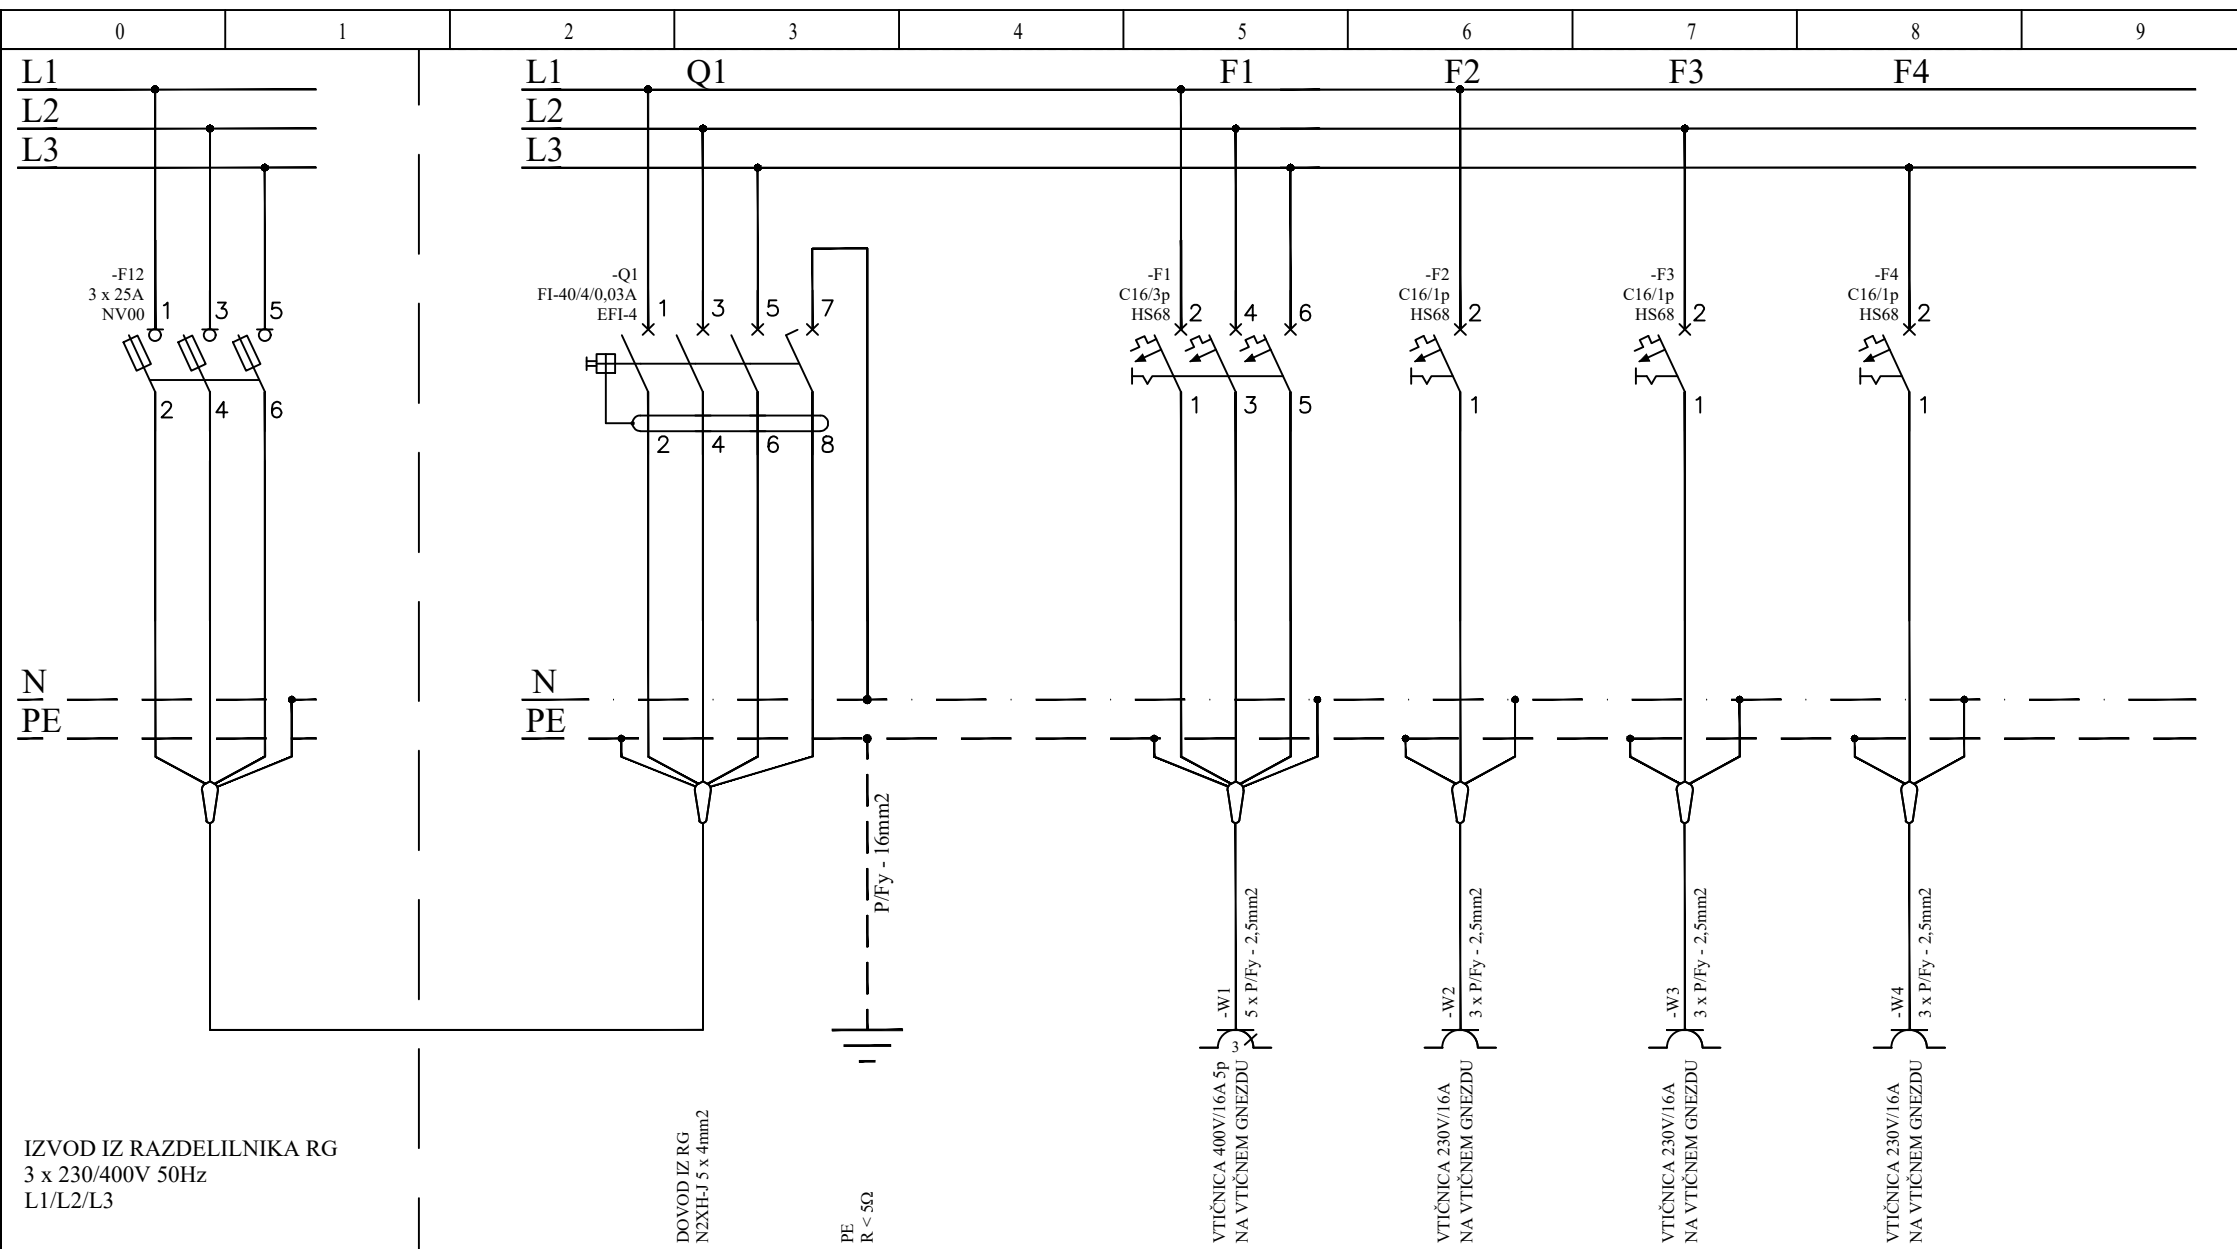 0 1 2 3 4 5 6 7 8 9
L1 L1 Q1 F1 F2 F3 F4
L2 L2
L3 L3
-F12
3 x 25A
NV00
1 3 5
2 4 6
-Q1
FI-40/4/0,03A
EFI-4
1 3 5 7
2 4 6 8
-F1
C16/3p
HS68
2 4 6
1 3 5
-F2
C16/1p
HS68
2
1
-F3
C16/1p
HS68
2
1
-F4
C16/1p
HS68
2
1
N N
PE PE
P/Fy - 16mm2
-W1
5 x P/Fy - 2,5mm2
-W2
3 x P/Fy - 2,5mm2
-W3
3 x P/Fy - 2,5mm2
-W4
3 x P/Fy - 2,5mm2
3
IZVOD IZ RAZDELILNIKA RG
3 x 230/400V 50Hz
L1/L2/L3
DOVOD IZ RG
N2XH-J 5 x 4mm2
PE
R < 5Ω
VTIČNICA 400V/16A 5p
NA VTIČNEM GNEZDU
VTIČNICA 230V/16A
NA VTIČNEM GNEZDU
VTIČNICA 230V/16A
NA VTIČNEM GNEZDU
VTIČNICA 230V/16A
NA VTIČNEM GNEZDU